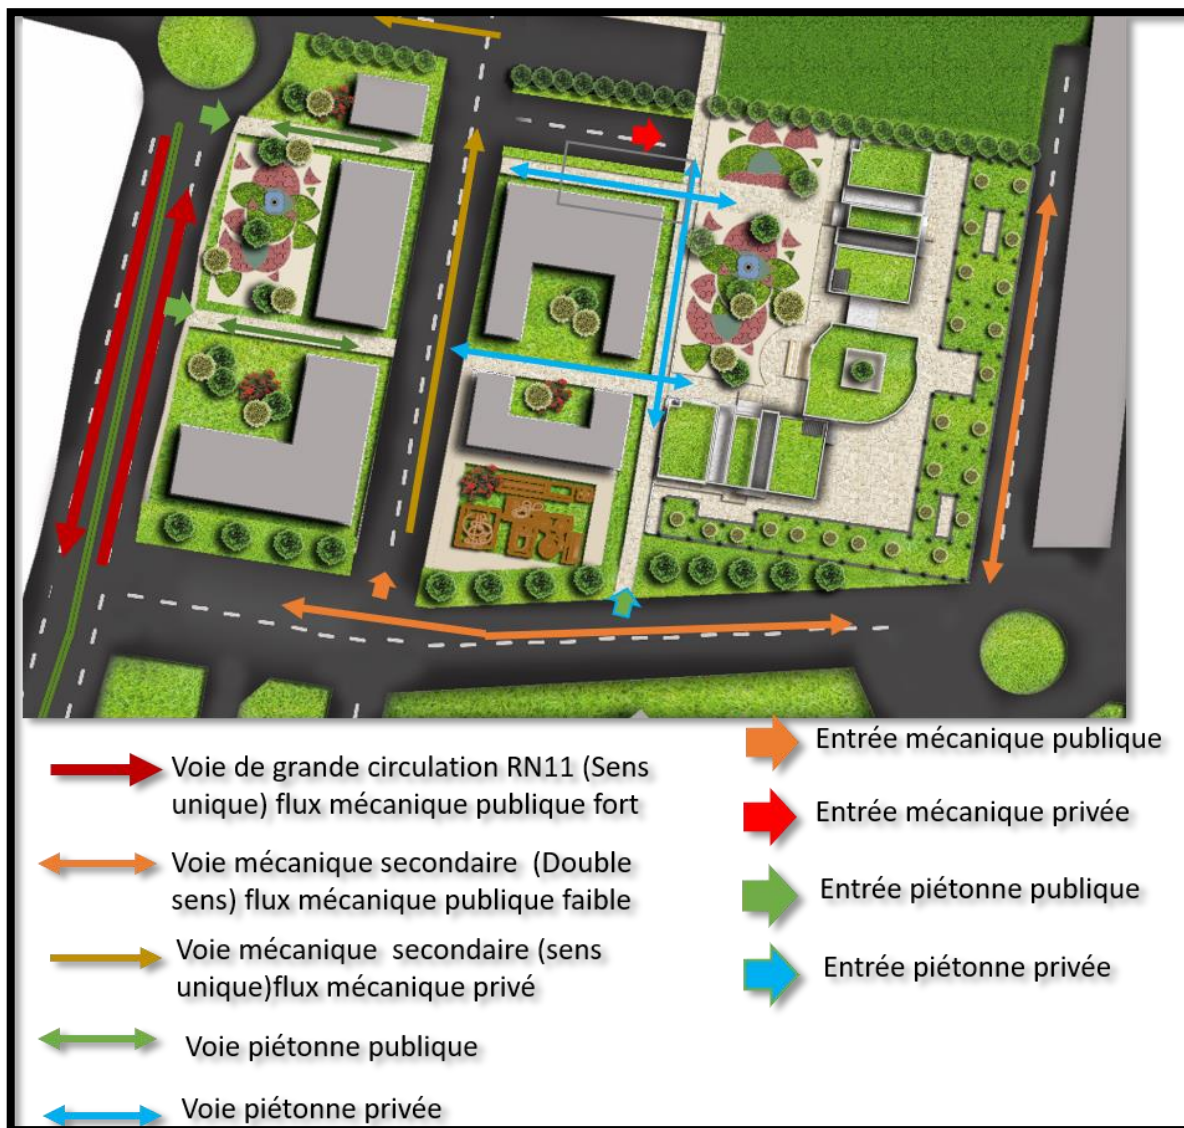 Voie de grande circulation RN11 (Sens
unique) flux mécanique publique fort
Voie mécanique secondaire (Double
sens) flux mécanique publique faible
Voie mécanique secondaire (sens
unique)flux mécanique privé
Voie piétonne publique
Voie piétonne privée
Entrée mécanique publique
Entrée mécanique privée
Entrée piétonne publique
Entrée piétonne privée